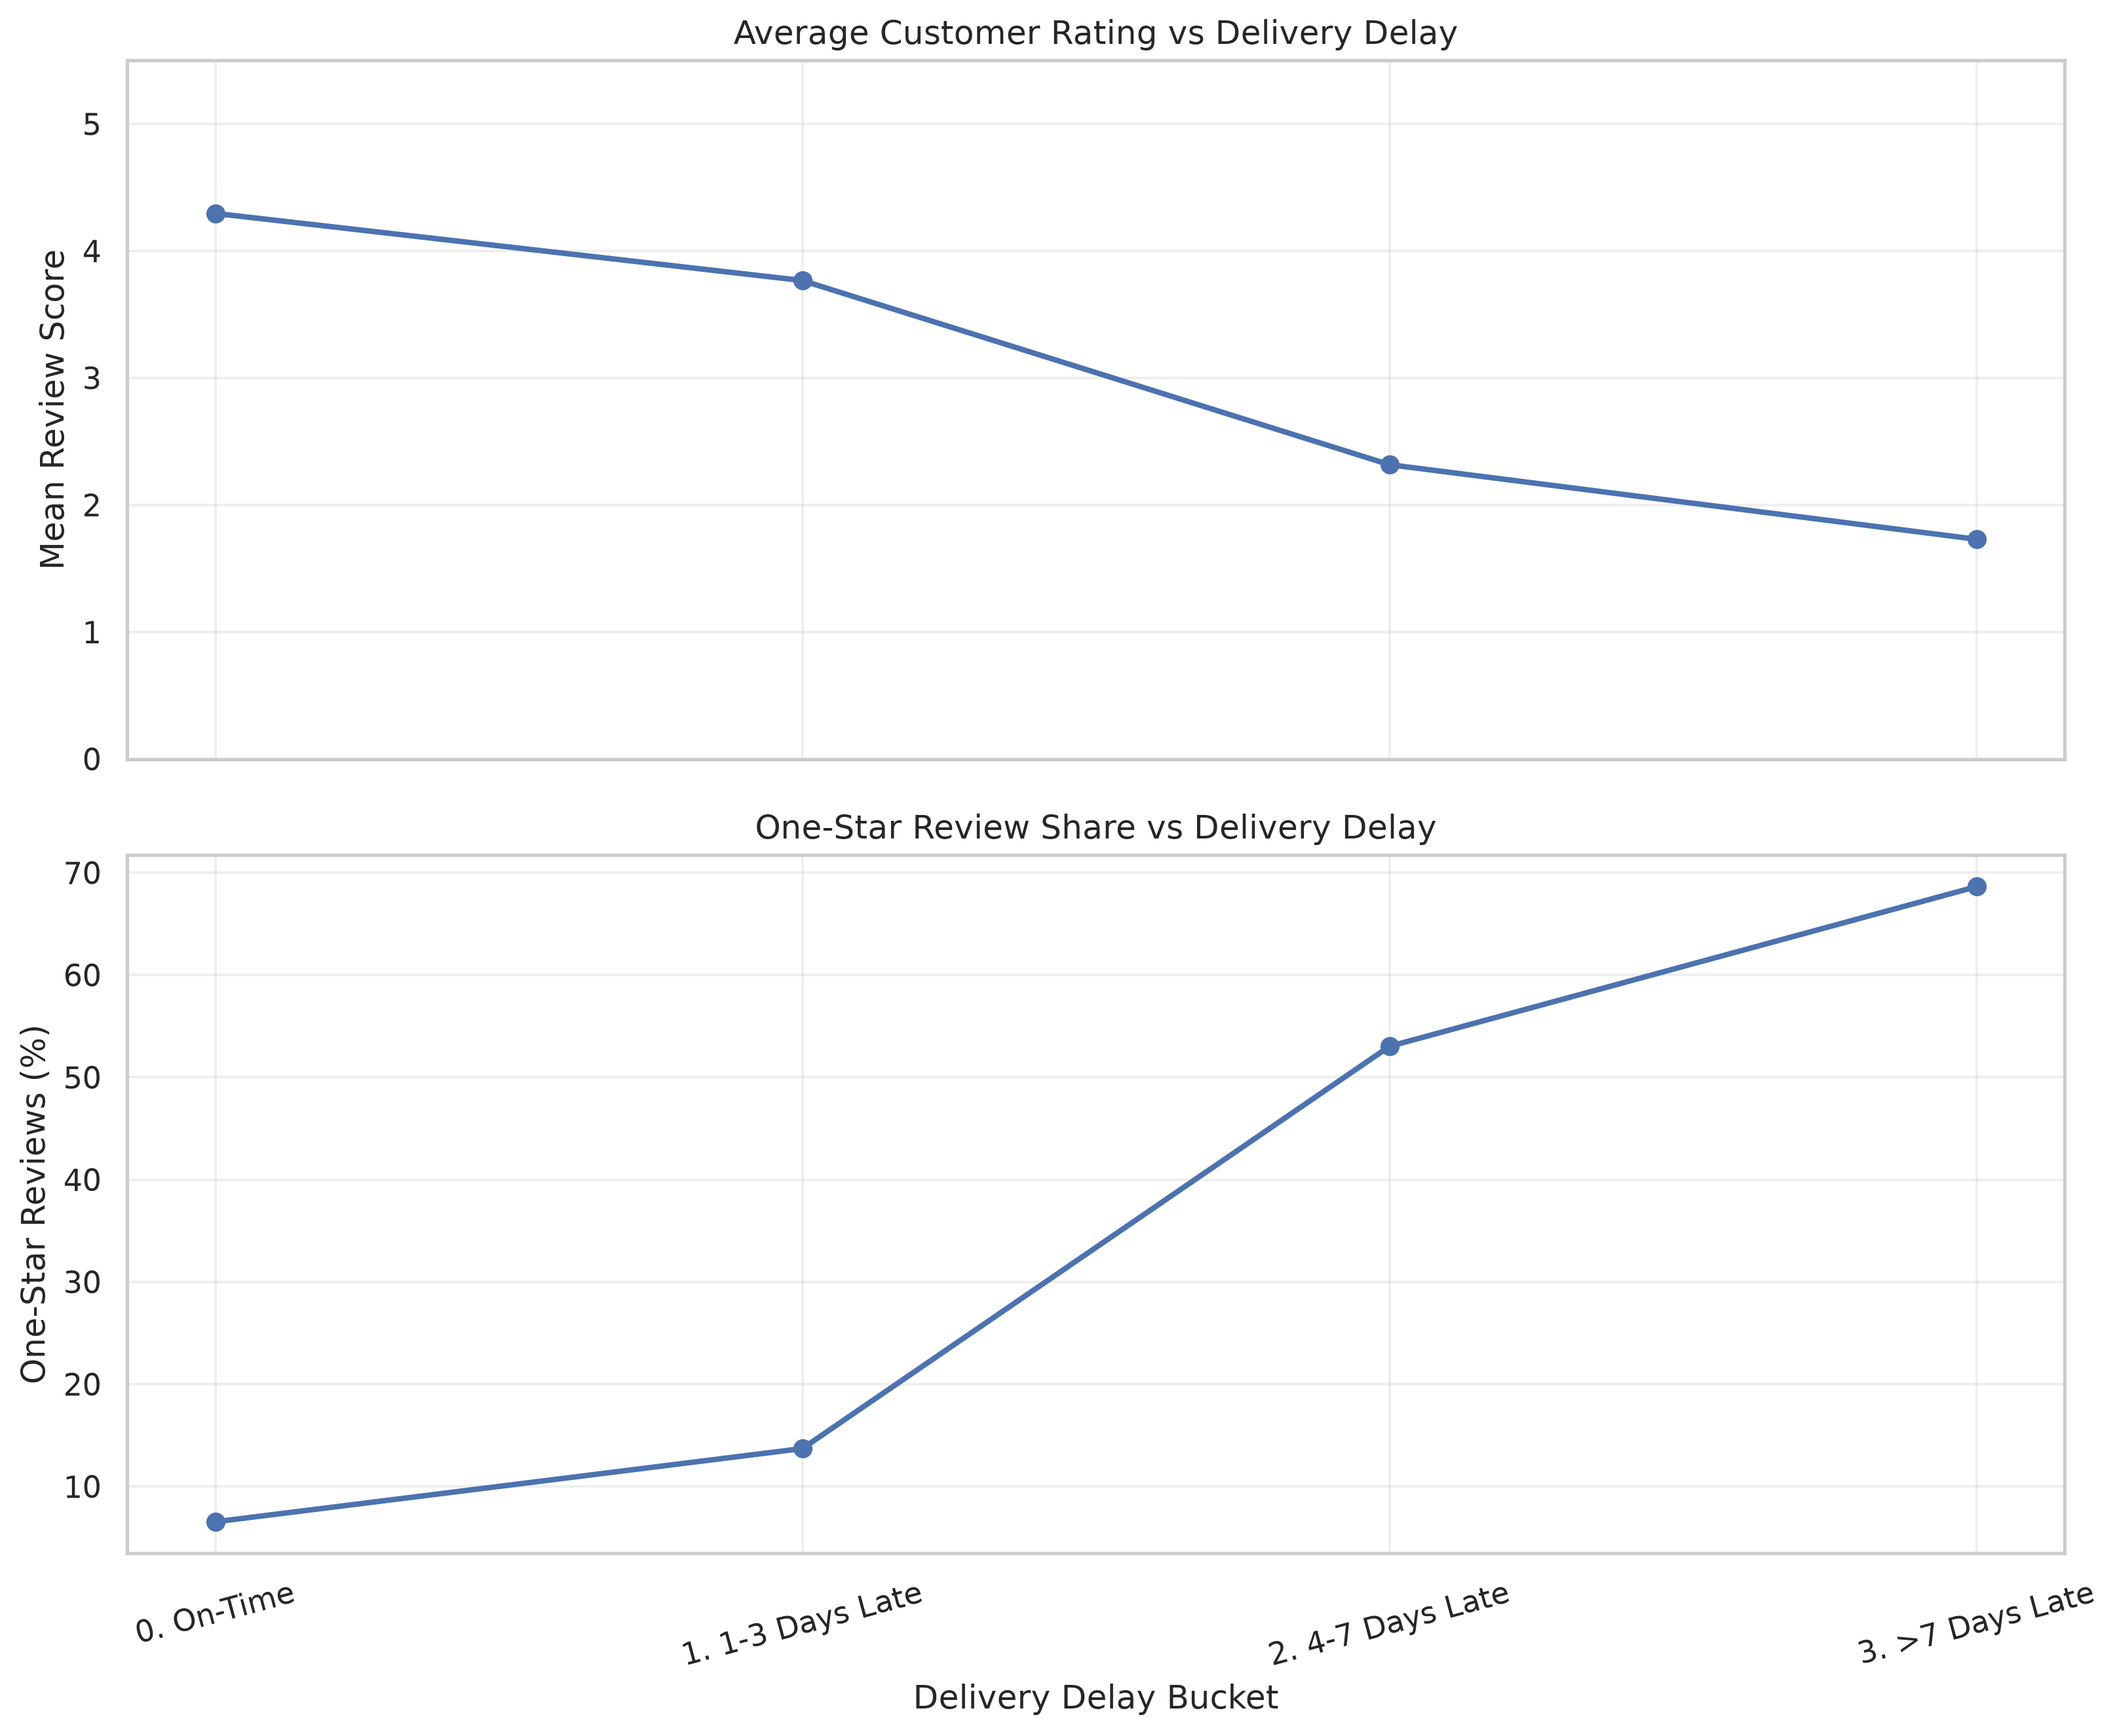 Average Customer Rating vs Delivery Delay
Mean Review Score
5
4
3
2
1
0
One-Star Review Share vs Delivery Delay
One-Star Reviews (%)
70
60
50
40
30
20
10
0. On-Time
1. 1-3 Days Late
2. 4-7 Days Late
3. >7 Days Late
Delivery Delay Bucket